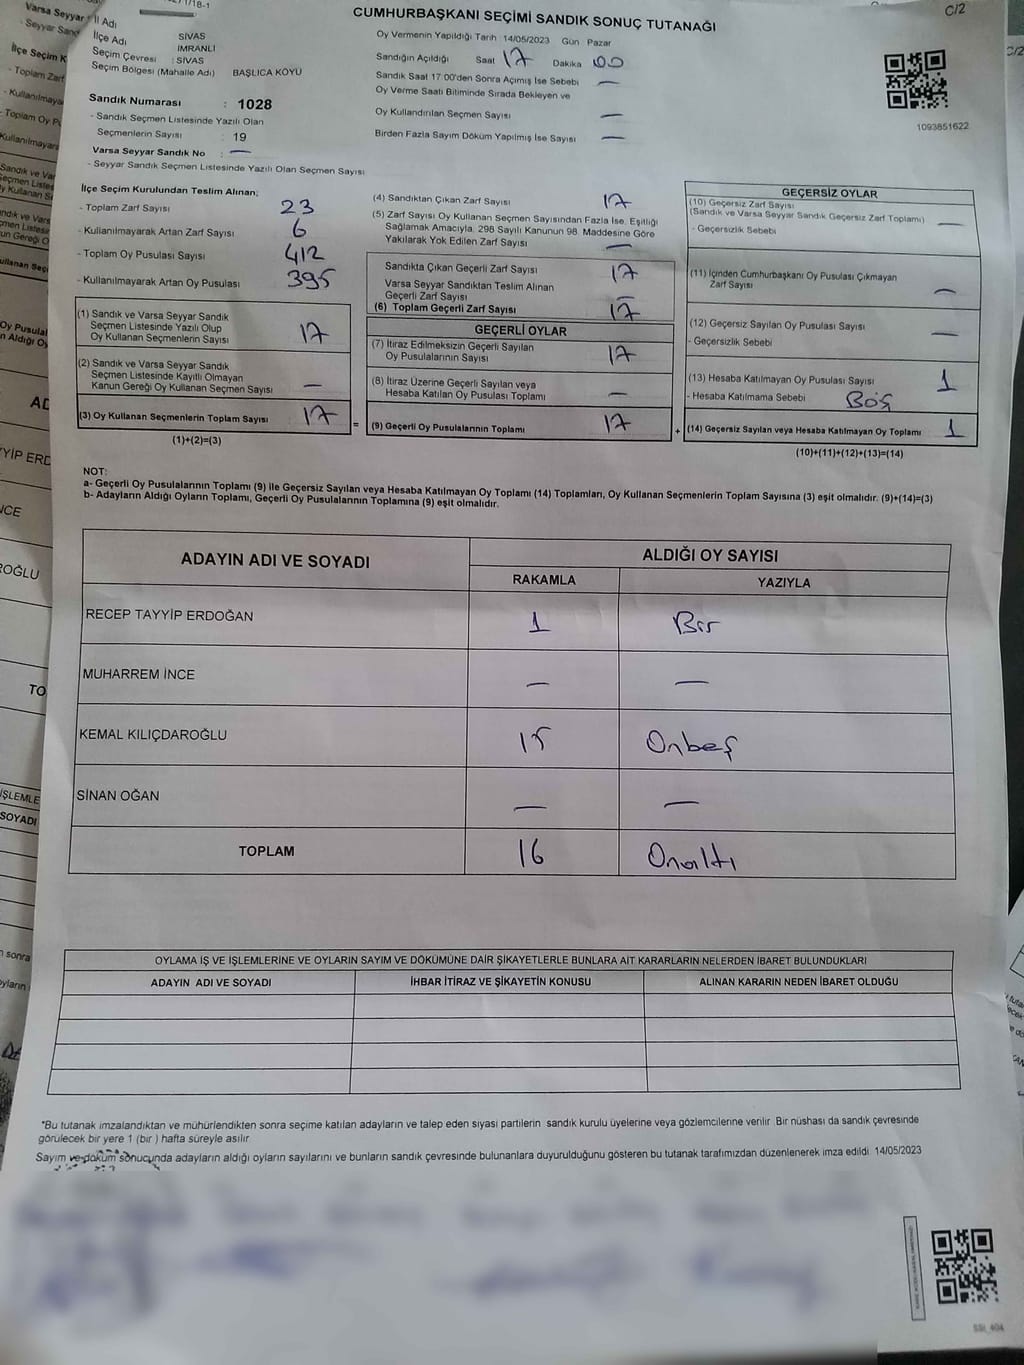 C/2
CUMHURBAŞKANI SEÇİMİ SANDIK SONUÇ TUTANAĞI
İl Adı : SİVAS
İlçe Adı İMRANLI
Seçim Çevresi : SİVAS
Seçim Bölgesi (Mahalle Adı) BAŞLICA KÖYÜ
Sandık Numarası : 1028
- Sandık Seçmen Listesinde Yazılı Olan
Seçmenlerin Sayısı : 19
Varsa Seyyar Sandık No : —
- Seyyar Sandık Seçmen Listesinde Yazılı Olan Seçmen Sayısı
Oy Vermenin Yapıldığı Tarih : 14/05/2023 Gün Pazar
Sandığın Açıldığı Saat 17 Dakika 00
Sandık Saat 17.00'den Sonra Açımış İse Sebebi —
Oy Verme Saati Bitiminde Sırada Bekleyen ve
Oy Kullandırılan Seçmen Sayısı —
Birden Fazla Sayım Döküm Yapılmış İse Sayısı —
1093851622
İlçe Seçim Kurulundan Teslim Alınan;
- Toplam Zarf Sayısı 23
- Kullanılmayarak Artan Zarf Sayısı 6
- Toplam Oy Pusulası Sayısı 412
- Kullanılmayarak Artan Oy Pusulası 395
(1) Sandık ve Varsa Seyyar Sandık
Seçmen Listesinde Yazılı Olup
Oy Kullanan Seçmenlerin Sayısı 17
(2) Sandık ve Varsa Seyyar Sandık
Seçmen Listesinde Kayıtlı Olmayan
Kanun Gereği Oy Kullanan Seçmen Sayısı —
(3) Oy Kullanan Seçmenlerin Toplam Sayısı 17
(1)+(2)=(3)
=
(4) Sandıktan Çıkan Zarf Sayısı 17
(5) Zarf Sayısı Oy Kullanan Seçmen Sayısından Fazla İse, Eşitliği
Sağlamak Amacıyla, 298 Sayılı Kanunun 98. Maddesine Göre
Yakılarak Yok Edilen Zarf Sayısı —
Sandıkta Çıkan Geçerli Zarf Sayısı 17
Varsa Seyyar Sandıktan Teslim Alınan
Geçerli Zarf Sayısı —
(6) Toplam Geçerli Zarf Sayısı 17
GEÇERLİ OYLAR
(7) İtiraz Edilmeksizin Geçerli Sayılan
Oy Pusulalarının Sayısı 17
(8) İtiraz Üzerine Geçerli Sayılan veya
Hesaba Katılan Oy Pusulası Toplamı —
(9) Geçerli Oy Pusulalarının Toplamı 17
+
GEÇERSİZ OYLAR
(10) Geçersiz Zarf Sayısı
(Sandık ve Varsa Seyyar Sandık Geçersiz Zarf Toplamı) —
- Geçersizlik Sebebi
(11) İçinden Cumhurbaşkanı Oy Pusulası Çıkmayan
Zarf Sayısı —
(12) Geçersiz Sayılan Oy Pusulası Sayısı —
- Geçersizlik Sebebi
(13) Hesaba Katılmayan Oy Pusulası Sayısı 1
- Hesaba Katılmama Sebebi Boş
(14) Geçersiz Sayılan veya Hesaba Katılmayan Oy Toplamı 1
(10)+(11)+(12)+(13)=(14)
NOT:
a- Geçerli Oy Pusulalarının Toplamı (9) ile Geçersiz Sayılan veya Hesaba Katılmayan Oy Toplamı (14) Toplamları, Oy Kullanan Seçmenlerin Toplam Sayısına (3) eşit olmalıdır. (9)+(14)=(3)
b- Adayların Aldığı Oyların Toplamı, Geçerli Oy Pusulalarının Toplamına (9) eşit olmalıdır.
ADAYIN ADI VE SOYADI ALDIĞI OY SAYISI
RAKAMLA YAZIYLA
RECEP TAYYİP ERDOĞAN 1 Bir
MUHARREM İNCE — —
KEMAL KILIÇDAROĞLU 15 Onbeş
SİNAN OĞAN — —
TOPLAM 16 Onaltı
OYLAMA İŞ VE İŞLEMLERİNE VE OYLARIN SAYIM VE DÖKÜMÜNE DAİR ŞİKAYETLERLE BUNLARA AİT KARARLARIN NELERDEN İBARET BULUNDUKLARI
ADAYIN ADI VE SOYADI İHBAR İTİRAZ VE ŞİKAYETİN KONUSU ALINAN KARARIN NEDEN İBARET OLDUĞU
*Bu tutanak imzalandıktan ve mühürlendikten sonra seçime katılan adayların ve talep eden siyasi partilerin sandık kurulu üyelerine veya gözlemcilerine verilir. Bir nüshası da sandık çevresinde
görülecek bir yere 1 (bir ) hafta süreyle asılır.
Sayım ve döküm sonucunda adayların aldığı oyların sayılarını ve bunların sandık çevresinde bulunanlara duyurulduğunu gösteren bu tutanak tarafımızdan düzenlenerek imza edildi. 14/05/2023